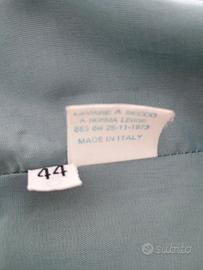 LAVARE A SECCO
A NORMA LEGGE
883 DEL 26-11-1973
MADE IN ITALY
44
subito